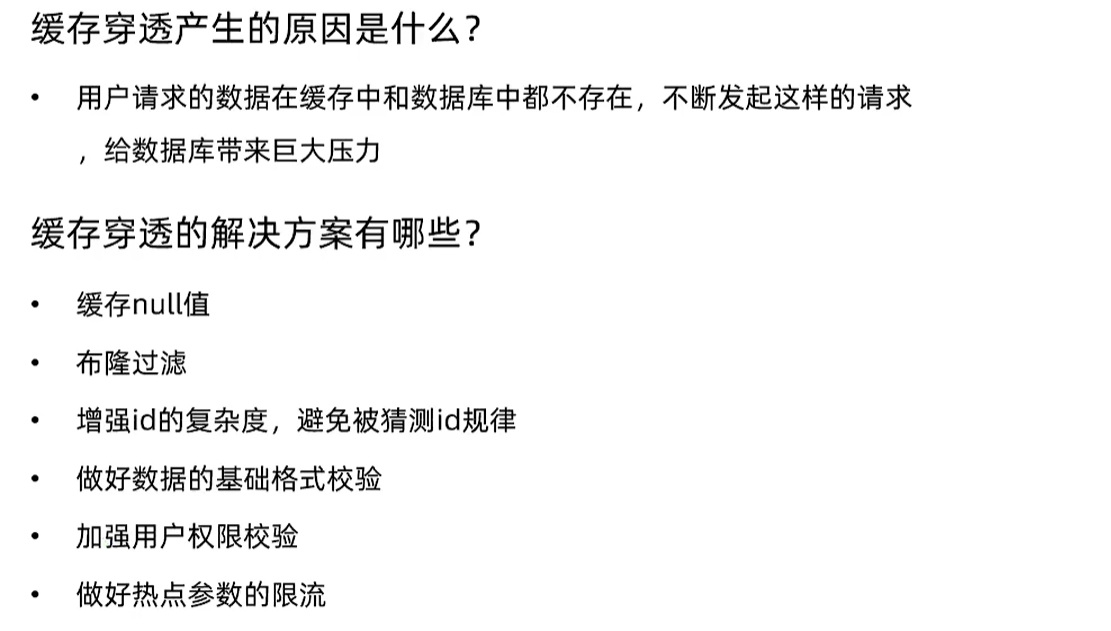 缓存穿透产生的原因是什么？
• 用户请求的数据在缓存中和数据库中都不存在，不断发起这样的请求
，给数据库带来巨大压力
缓存穿透的解决方案有哪些？
• 缓存null值
• 布隆过滤
• 增强id的复杂度，避免被猜测id规律
• 做好数据的基础格式校验
• 加强用户权限校验
• 做好热点参数的限流